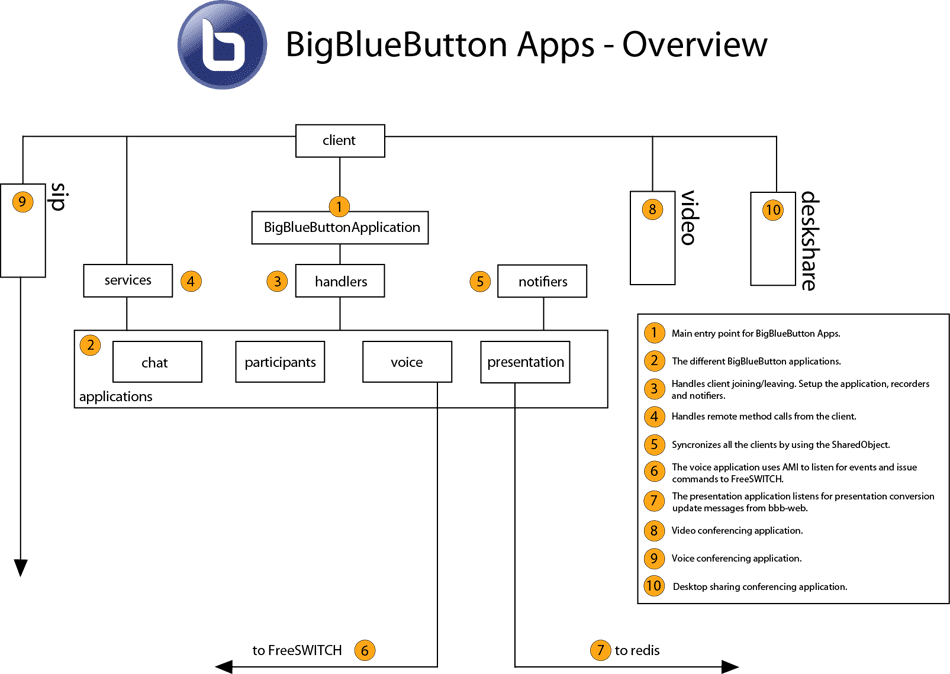 b
BigBlueButton Apps - Overview
client
sip
9
1
BigBlueButtonApplication
8
video
10
deskshare
services
4
3
handlers
5
notifiers
2
chat
participants
voice
presentation
applications
1 Main entry point for BigBlueButton Apps.
2 The different BigBlueButton applications.
3 Handles client joining/leaving. Setup the application, recorders
and notifiers.
4 Handles remote method calls from the client.
5 Syncronizes all the clients by using the SharedObject.
6 The voice application uses AMI to listen for events and issue
commands to FreeSWITCH.
7 The presentation application listens for presentation conversion
update messages from bbb-web.
8 Video conferencing application.
9 Voice conferencing application.
10 Desktop sharing conferencing application.
to FreeSWITCH 6
7 to redis